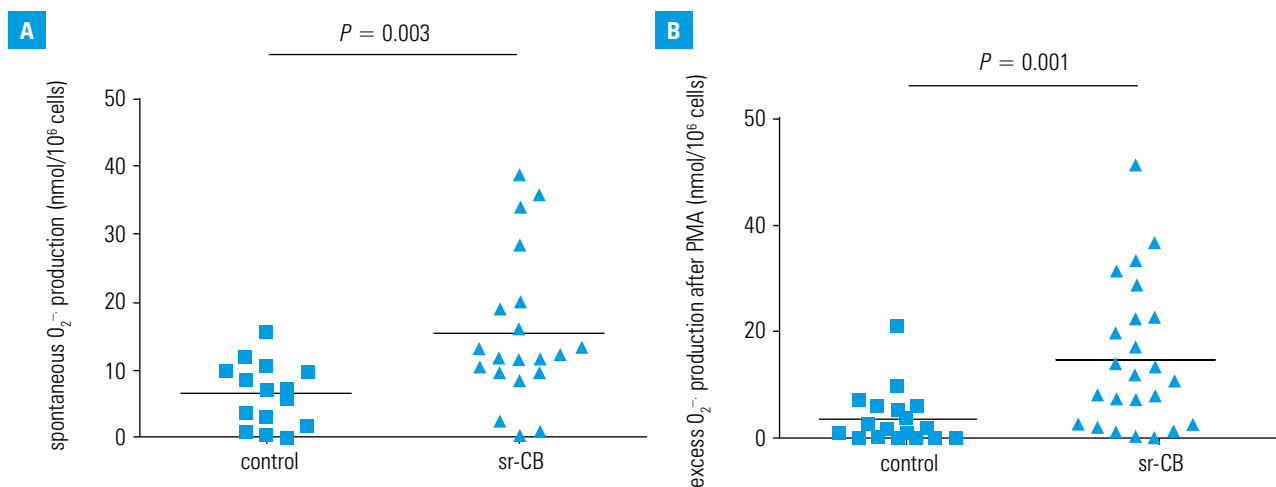 A
P = 0.003
spontaneous O₂⁻· production (nmol/10⁶ cells)
50
40
30
20
10
0
control
sr-CB
B
P = 0.001
excess O₂⁻· production after PMA (nmol/10⁶ cells)
50
40
20
0
control
sr-CB